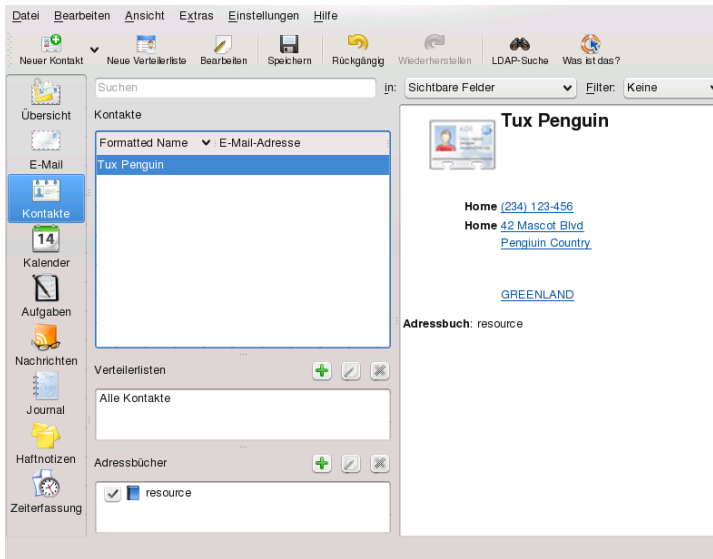 Datei Bearbeiten Ansicht Extras Einstellungen Hilfe
Neuer Kontakt Neue Verteilerliste Bearbeiten Speichern Rückgängig Wiederherstellen LDAP-Suche Was ist das?
Suchen in: Sichtbare Felder Filter: Keine
Übersicht
E-Mail
Kontakte
14
Kalender
Aufgaben
Nachrichten
Journal
Haftnotizen
Zeiterfassung
Kontakte
Formatted Name E-Mail-Adresse
Tux Penguin
Verteilerlisten
Alle Kontakte
Adressbücher
resource
Tux Penguin
Home (234) 123-456
Home 42 Mascot Blvd
Pengiuin Country
GREENLAND
Adressbuch: resource